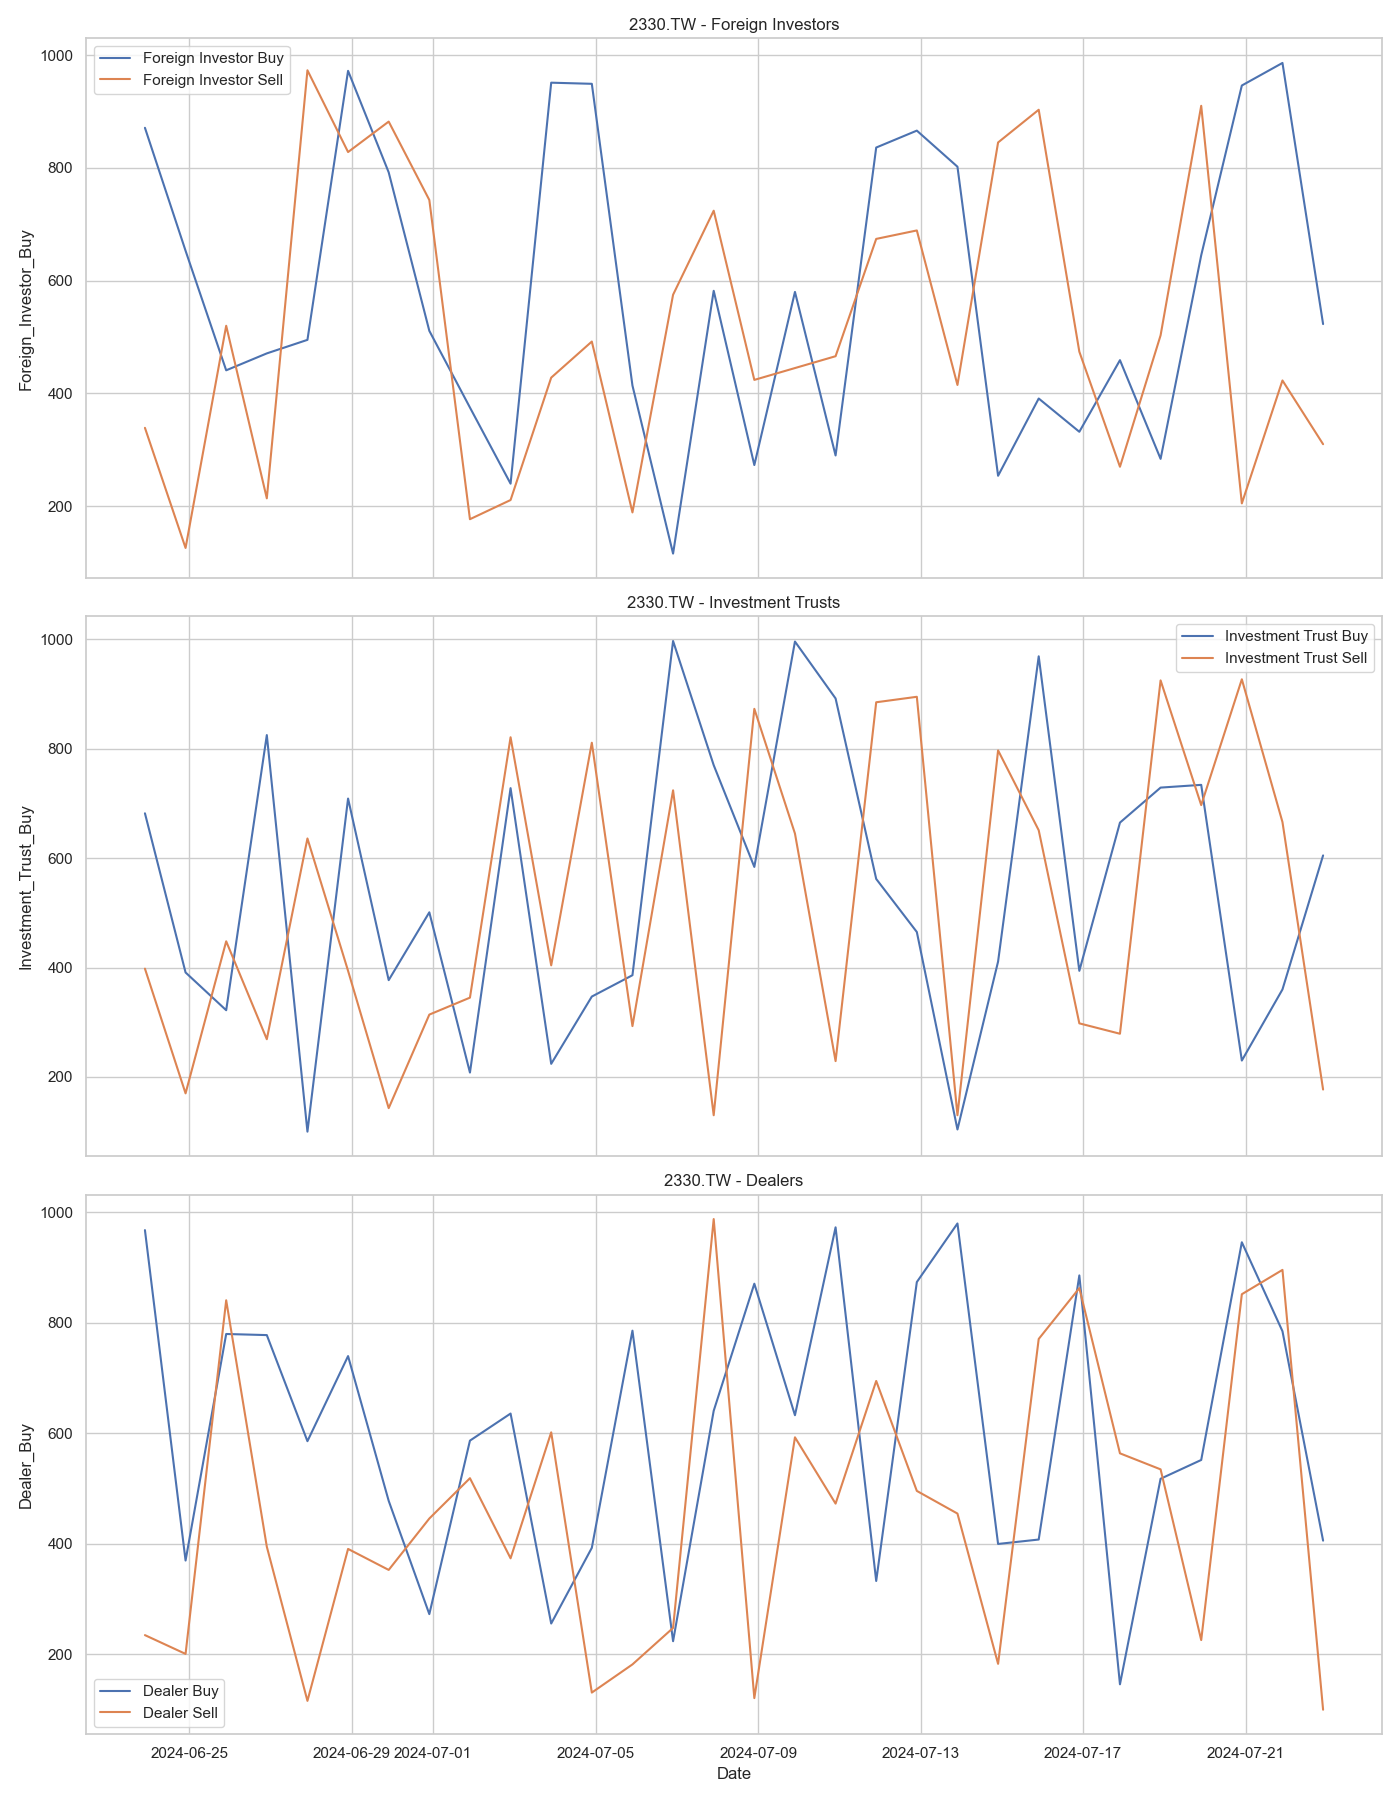 2330.TW - Foreign Investors
Foreign Investor Buy
Foreign Investor Sell
Foreign_Investor_Buy
1000
800
600
400
200
2330.TW - Investment Trusts
Investment Trust Buy
Investment Trust Sell
Investment_Trust_Buy
1000
800
600
400
200
2330.TW - Dealers
Dealer_Buy
1000
800
600
400
200
Dealer Buy
Dealer Sell
2024-06-25 2024-06-29 2024-07-01 2024-07-05 2024-07-09 2024-07-13 2024-07-17 2024-07-21
Date